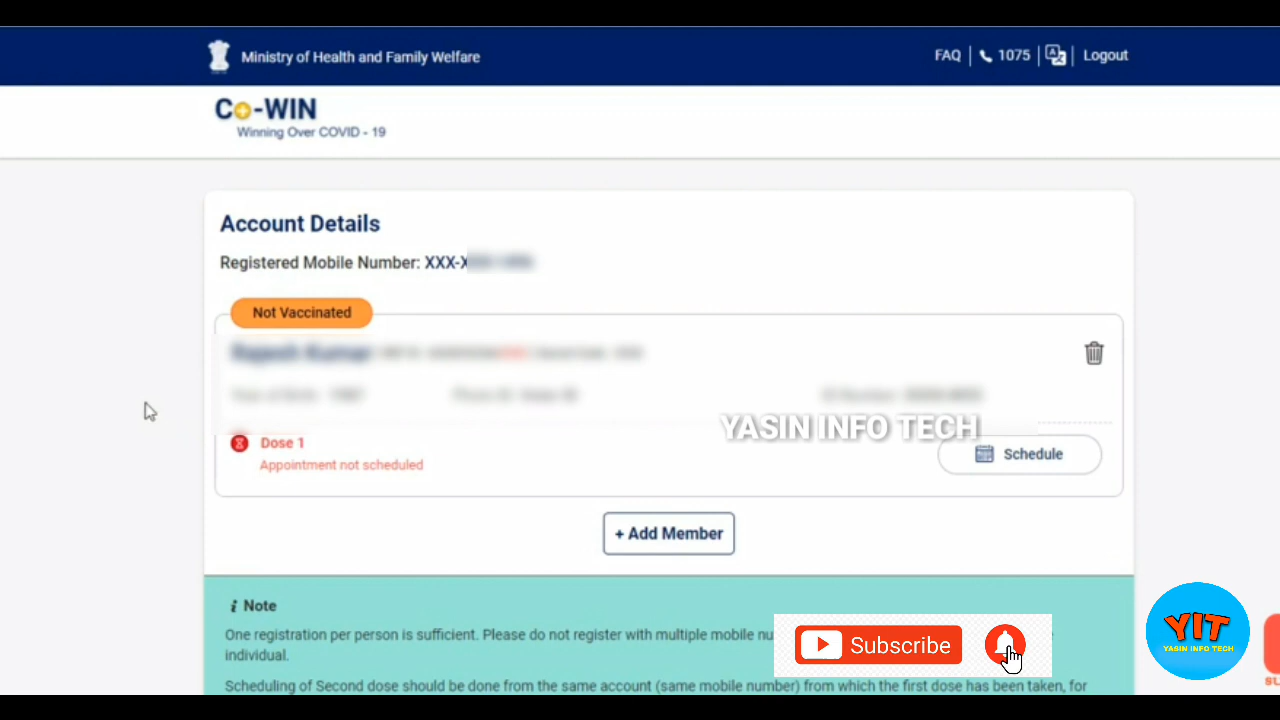 Ministry of Health and Family Welfare
FAQ 1075 Logout
Co-WIN
Winning Over COVID - 19
Account Details
Registered Mobile Number: XXX-X
Not Vaccinated
Dose 1
Appointment not scheduled
YASIN INFO TECH
Schedule
+ Add Member
i Note
One registration per person is sufficient. Please do not register with multiple mobile
individual.
Subscribe
YIT
YASIN INFO TECH
Scheduling of Second dose should be done from the same account (same mobile number) from which the first dose has been taken, for